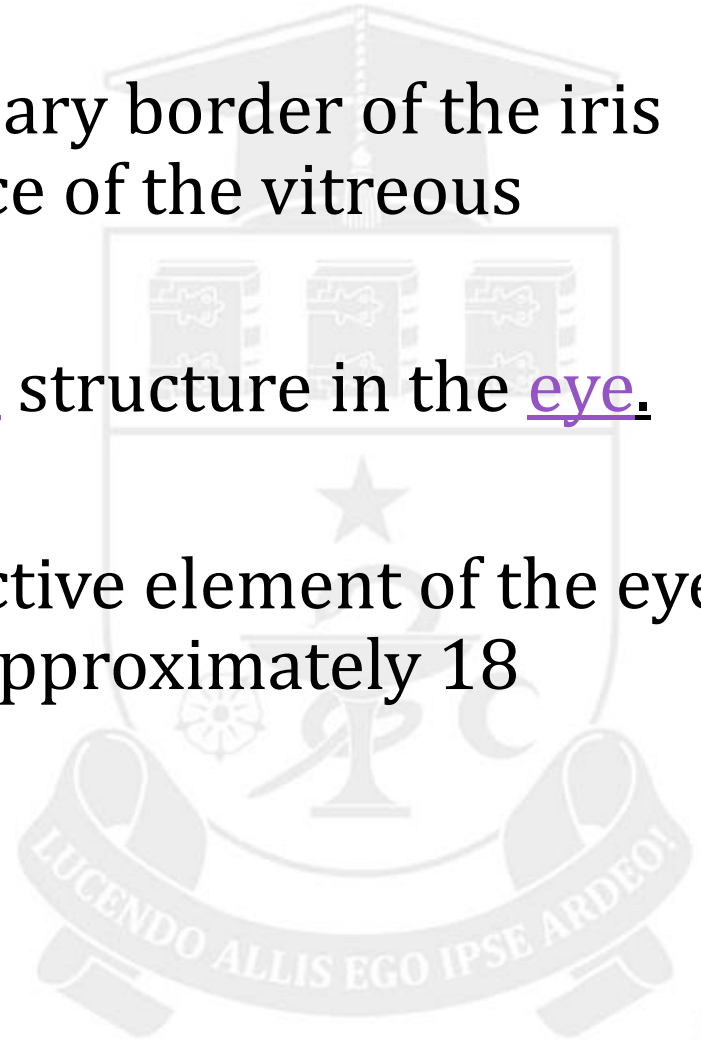 ary border of the iris
ce of the vitreous
structure in the eye.
ctive element of the eye
pproximately 18
LUCENDO ALLIS EGO IPSE ARDEO!